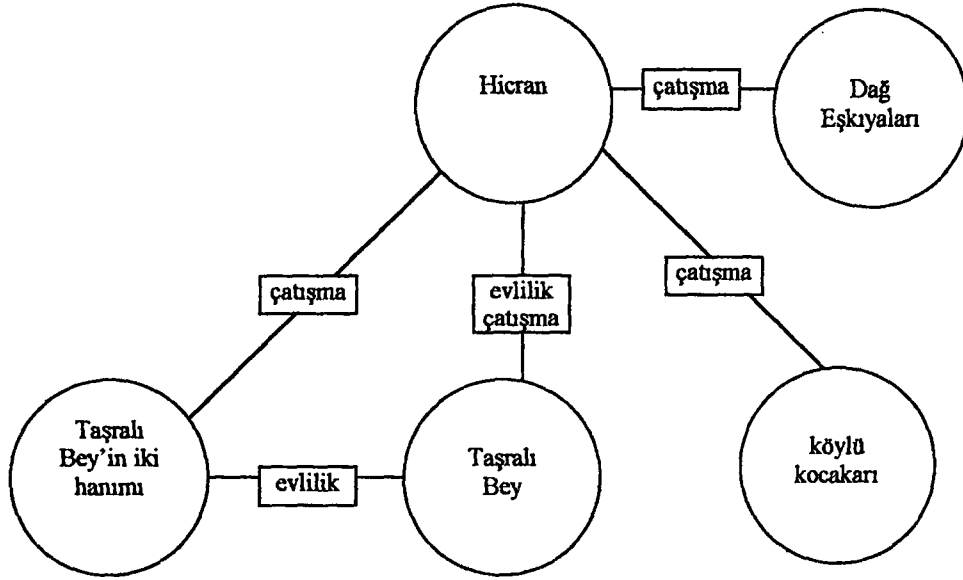 Hicran
çatışma
Dağ
Eşkıyaları
çatışma
evlilik
çatışma
çatışma
Taşralı
Bey'in iki
hanımı
evlilik
Taşralı
Bey
köylü
kocakarı